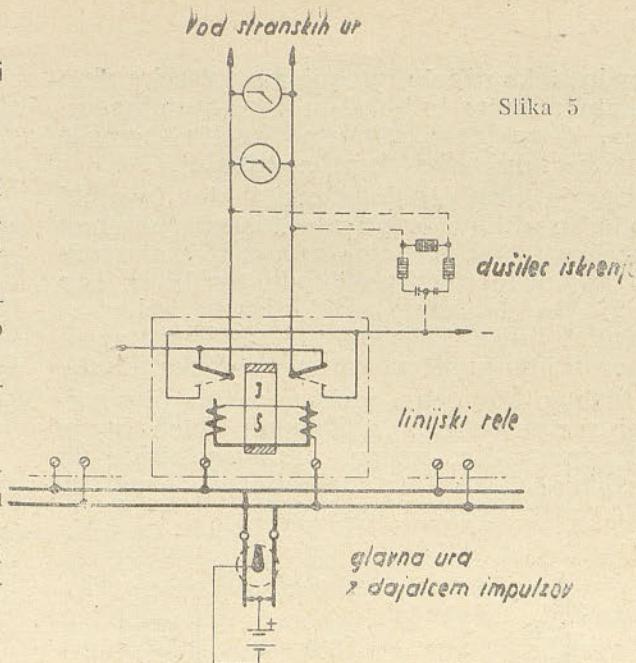 Vod stranskih ur
Slika 5
dušilec iskrenj
–
J
S
linijski rele
glavna ura
z dajalcem impulzov
+